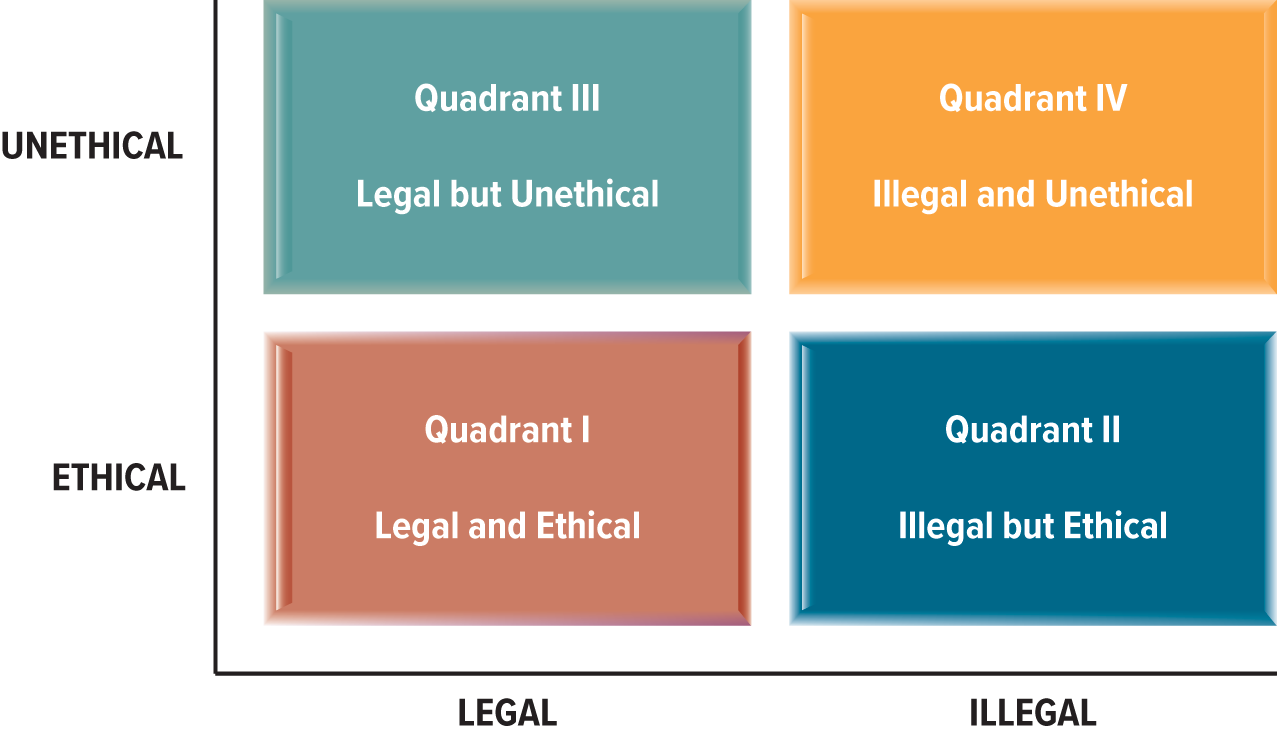 Quadrant III
Quadrant IV
UNETHICAL
Legal but Unethical
Illegal and Unethical
Quadrant I
Quadrant II
ETHICAL
Legal and Ethical
Illegal but Ethical
LEGAL
ILLEGAL